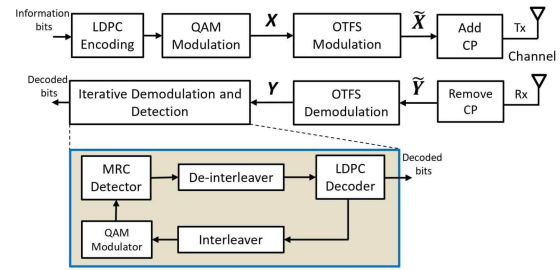 Information
bits
LDPC
Encoding
QAM
Modulation
X
OTFS
Modulation
X̃
Add
CP
Tx
Channel
Decoded
bits
Iterative Demodulation and
Detection
Y
OTFS
Demodulation
Ỹ
Remove
CP
Rx
MRC
Detector
De-interleaver
LDPC
Decoder
Decoded
bits
QAM
Modulator
Interleaver